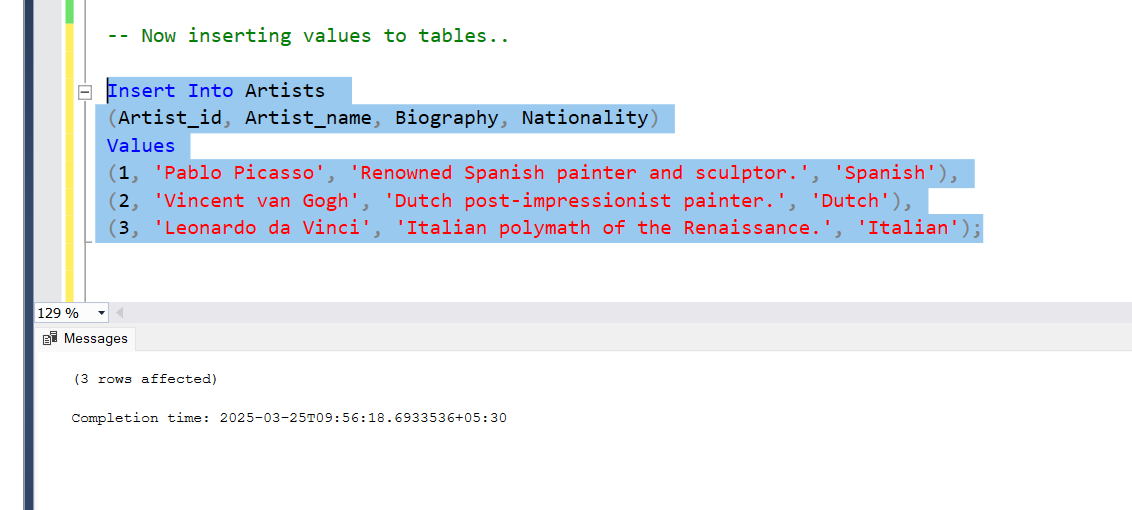 -- Now inserting values to tables..
Insert Into Artists
(Artist_id, Artist_name, Biography, Nationality)
Values
(1, 'Pablo Picasso', 'Renowned Spanish painter and sculptor.', 'Spanish'),
(2, 'Vincent van Gogh', 'Dutch post-impressionist painter.', 'Dutch'),
(3, 'Leonardo da Vinci', 'Italian polymath of the Renaissance.', 'Italian');
129 %
Messages
(3 rows affected)
Completion time: 2025-03-25T09:56:18.6933536+05:30